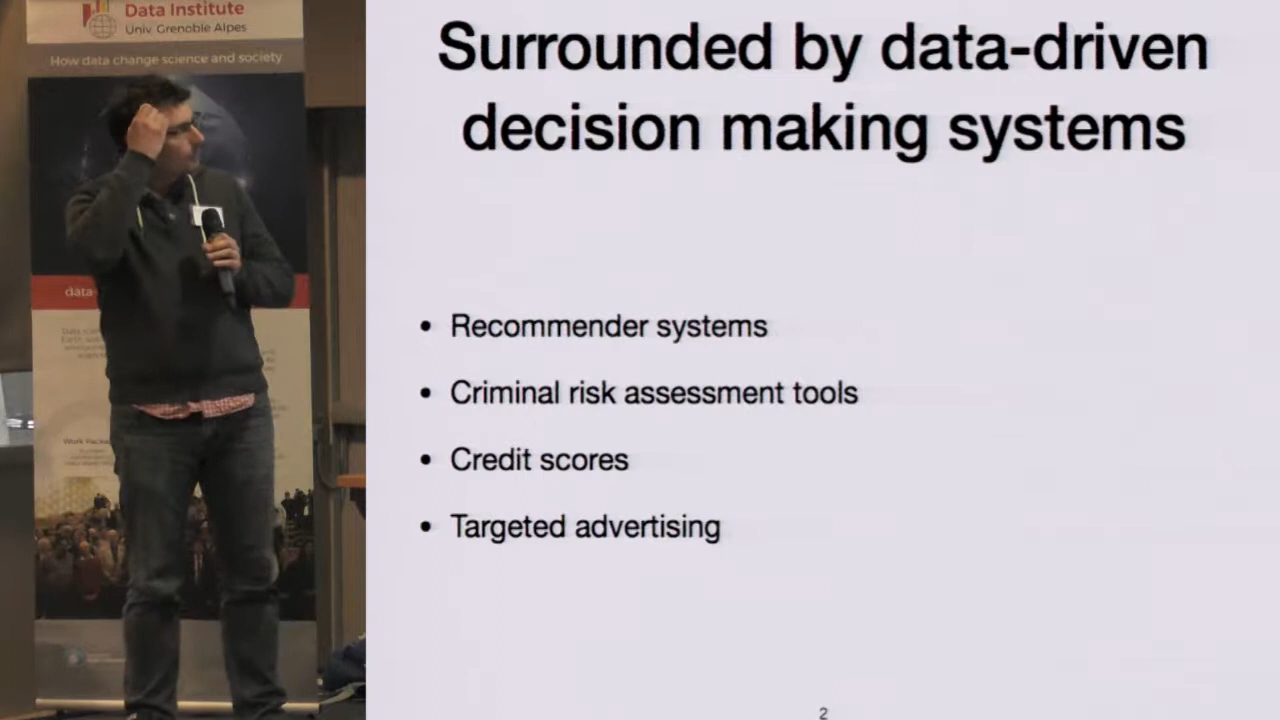 Data Institute
Univ. Grenoble Alpes
How data change science and society
data-
Surrounded by data-driven
decision making systems
• Recommender systems
• Criminal risk assessment tools
• Credit scores
• Targeted advertising
2